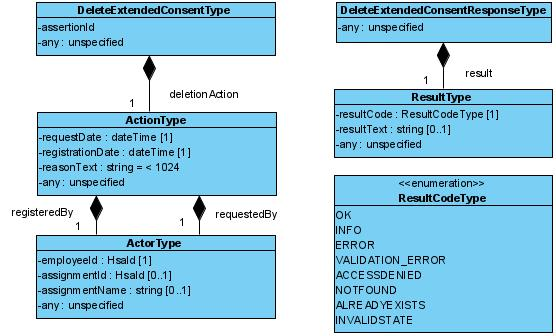 DeleteExtendedConsentType
-assertionId
-any : unspecified
deletionAction
1
ActionType
-requestDate : dateTime [1]
-registrationDate : dateTime [1]
-reasonText : string = < 1024
-any : unspecified
registeredBy
1
requestedBy
1
ActorType
-employeeId : HsaId [1]
-assignmentId : HsaId [0..1]
-assignmentName : string [0..1]
-any : unspecified
DeleteExtendedConsentResponseType
-any : unspecified
result
1
ResultType
-resultCode : ResultCodeType [1]
-resultText : string [0..1]
-any : unspecified
<<enumeration>>
ResultCodeType
OK
INFO
ERROR
VALIDATION_ERROR
ACCESSDENIED
NOTFOUND
ALREADYEXISTS
INVALIDSTATE